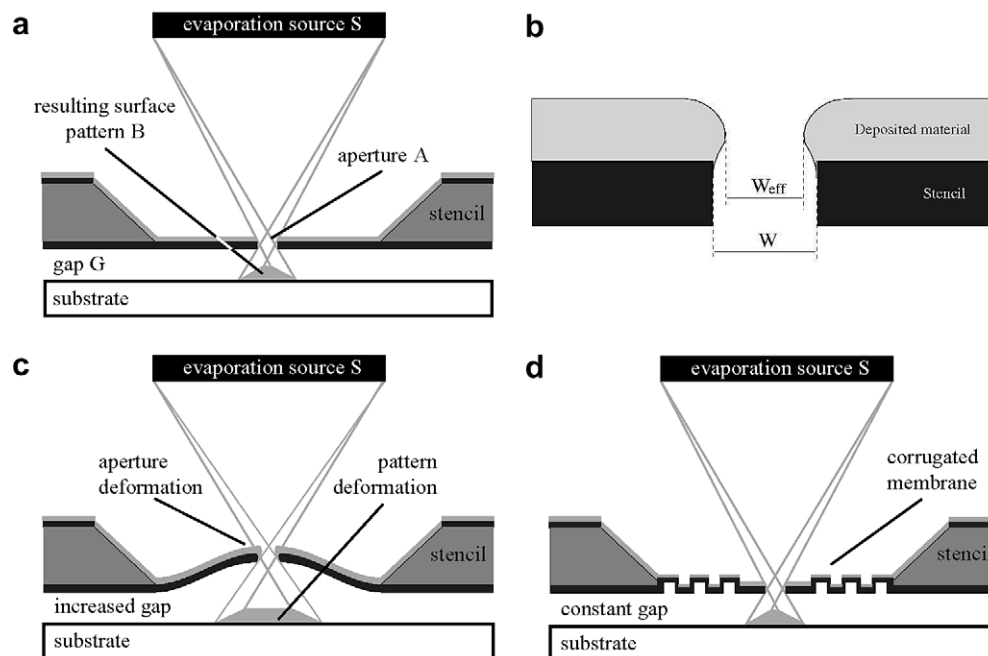 a
evaporation source S
resulting surface
pattern B
aperture A
stencil
gap G
substrate
b
Deposited material
Weff
Stencil
W
c
evaporation source S
aperture
deformation
pattern
deformation
stencil
increased gap
substrate
d
evaporation source S
corrugated
membrane
stencil
constant gap
substrate